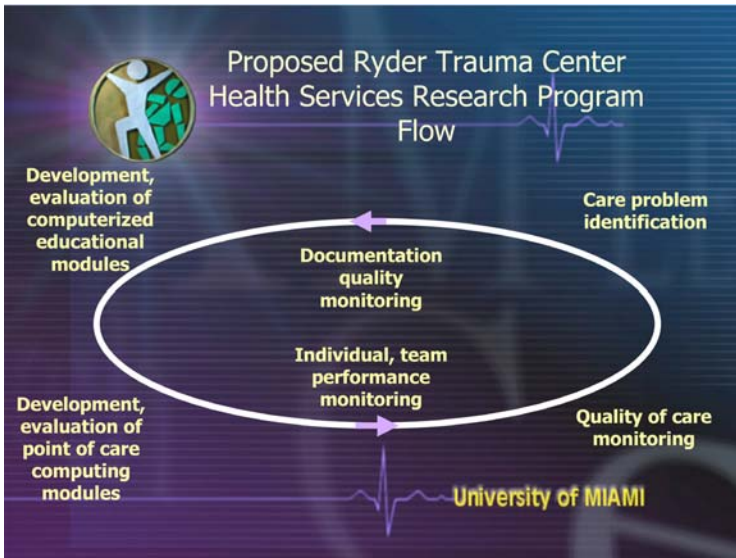 Proposed Ryder Trauma Center
Health Services Research Program
Flow
Development,
evaluation of
computerized
educational
modules
Care problem
identification
Documentation
quality
monitoring
Individual, team
performance
monitoring
Development,
evaluation of
point of care
computing
modules
Quality of care
monitoring
University of MIAMI